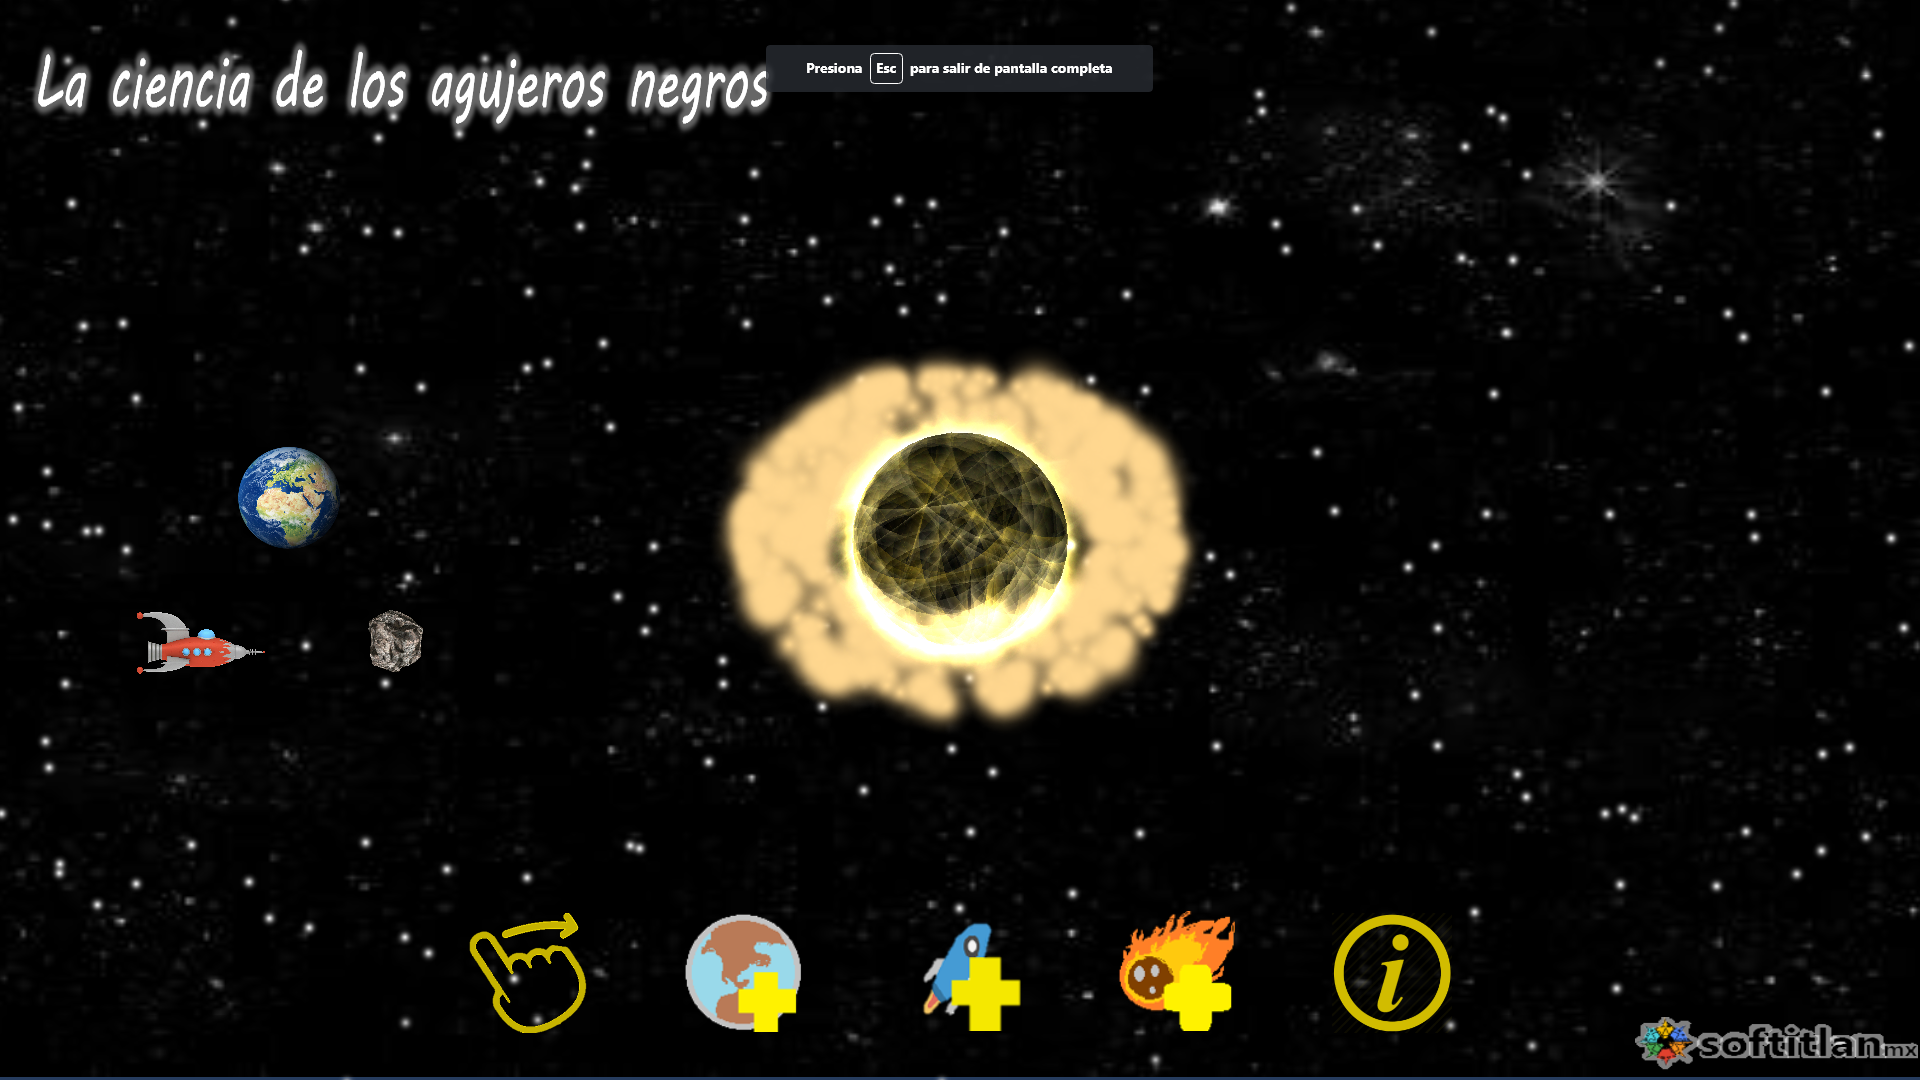 La ciencia de los agujeros negros
Presiona Esc para salir de pantalla completa
i
softitlan.mx